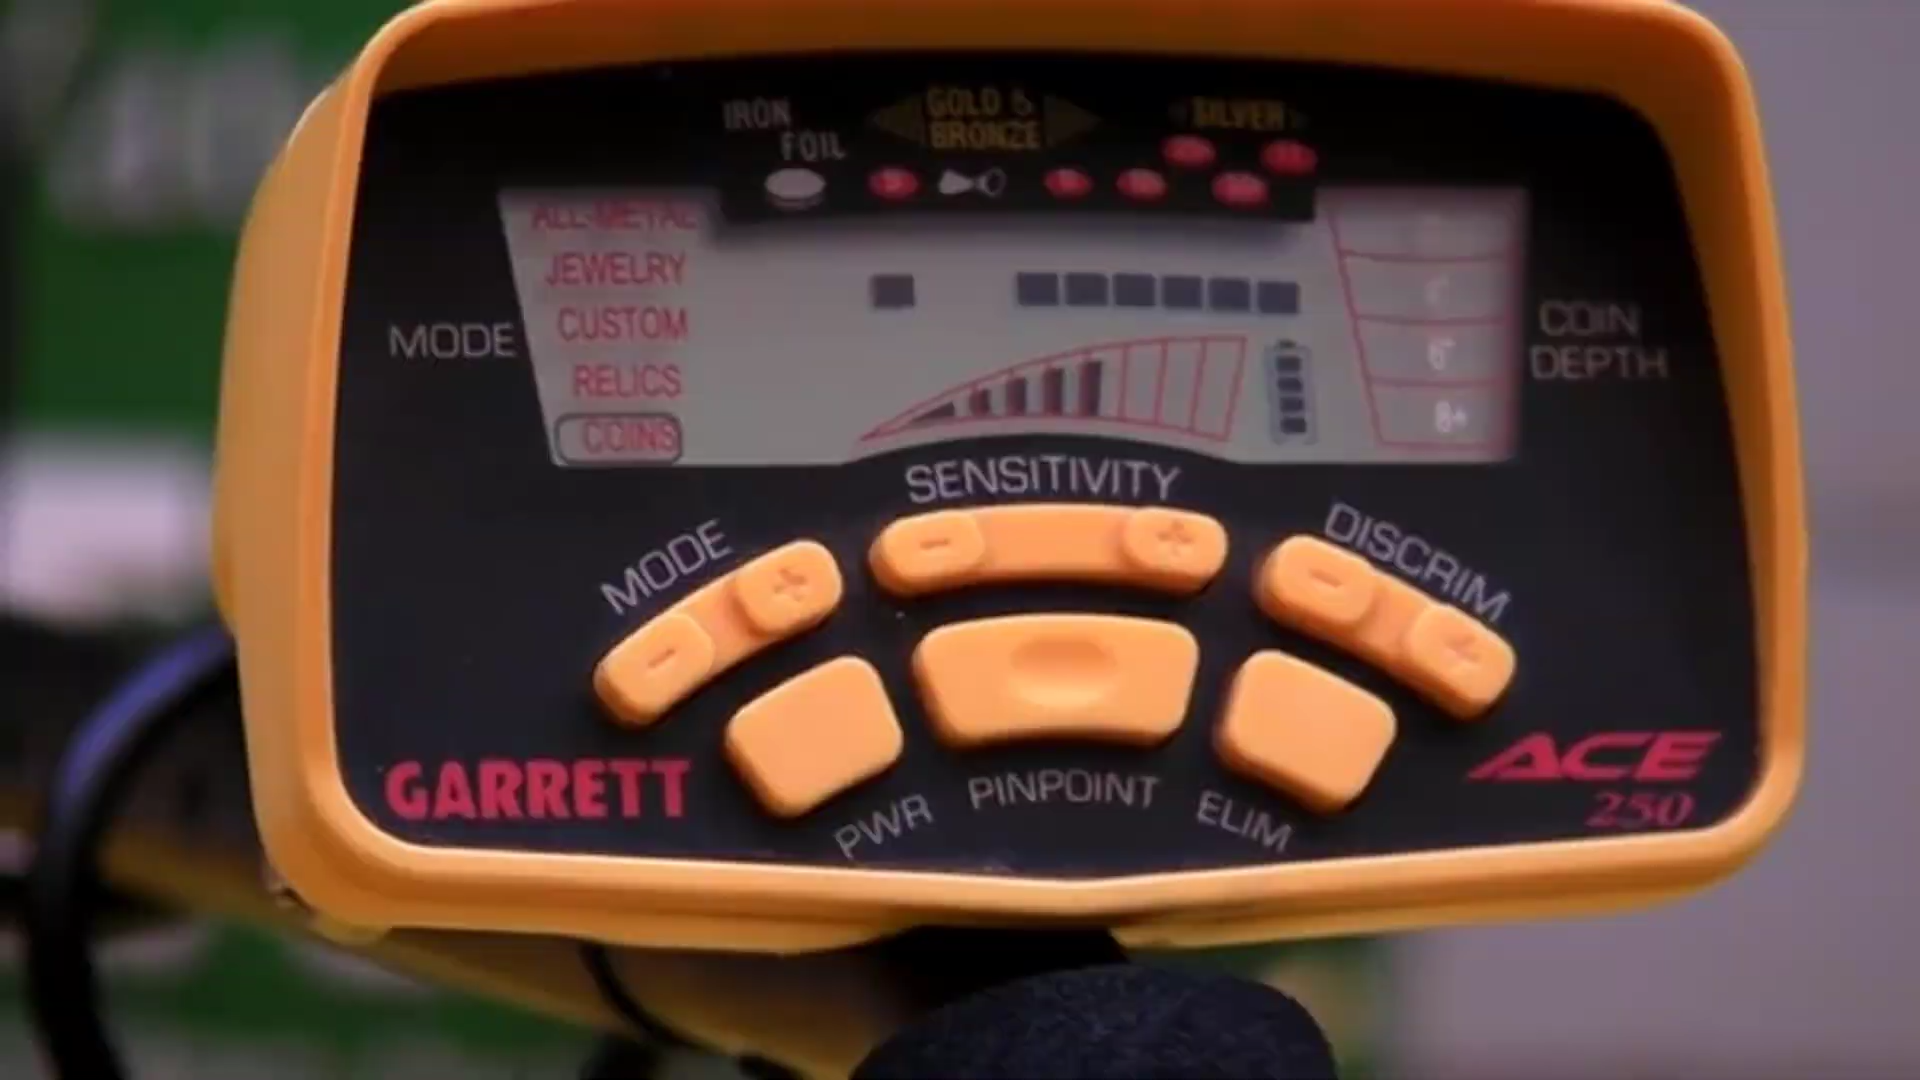 IRON
FOIL
GOLD &
BRONZE
SILVER
5¢
MODE
ALL-METAL
JEWELRY
CUSTOM
RELICS
COINS
6"
8+
COIN
DEPTH
SENSITIVITY
- +
MODE
- +
DISCRIM
- +
GARRETT
PWR
PINPOINT
ELIM
ACE
250